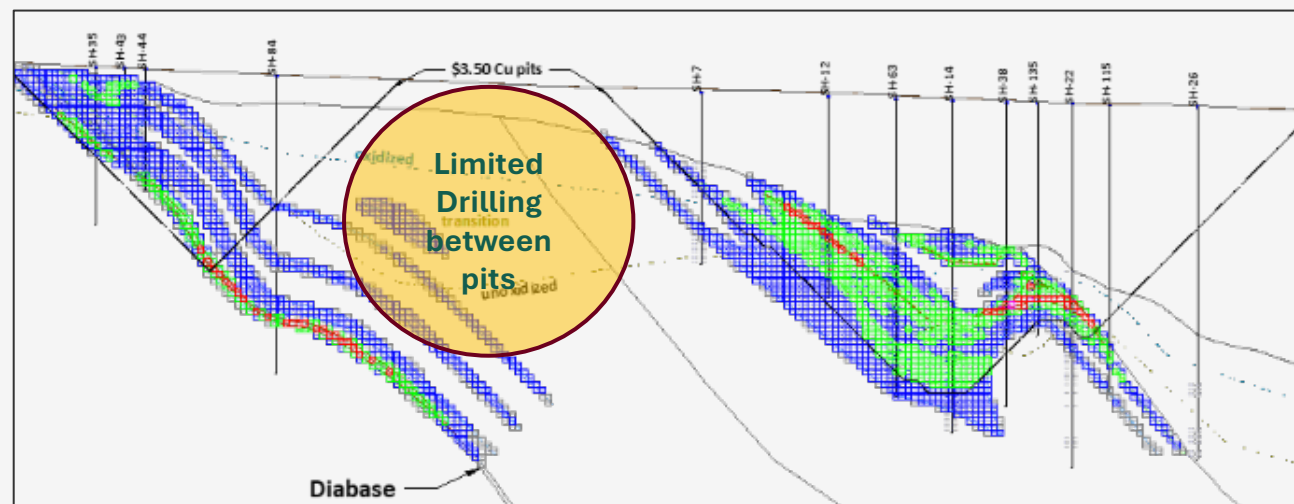 SH-35
SH-43
SH-44
SH-84
$3.50 Cu pits
SH-7
SH-12
SH-63
SH-14
SH-38
SH-135
SH-22
SH-115
SH-26
oxidized
Limited
Drilling
between
pits
transition
unoxidized
Diabase